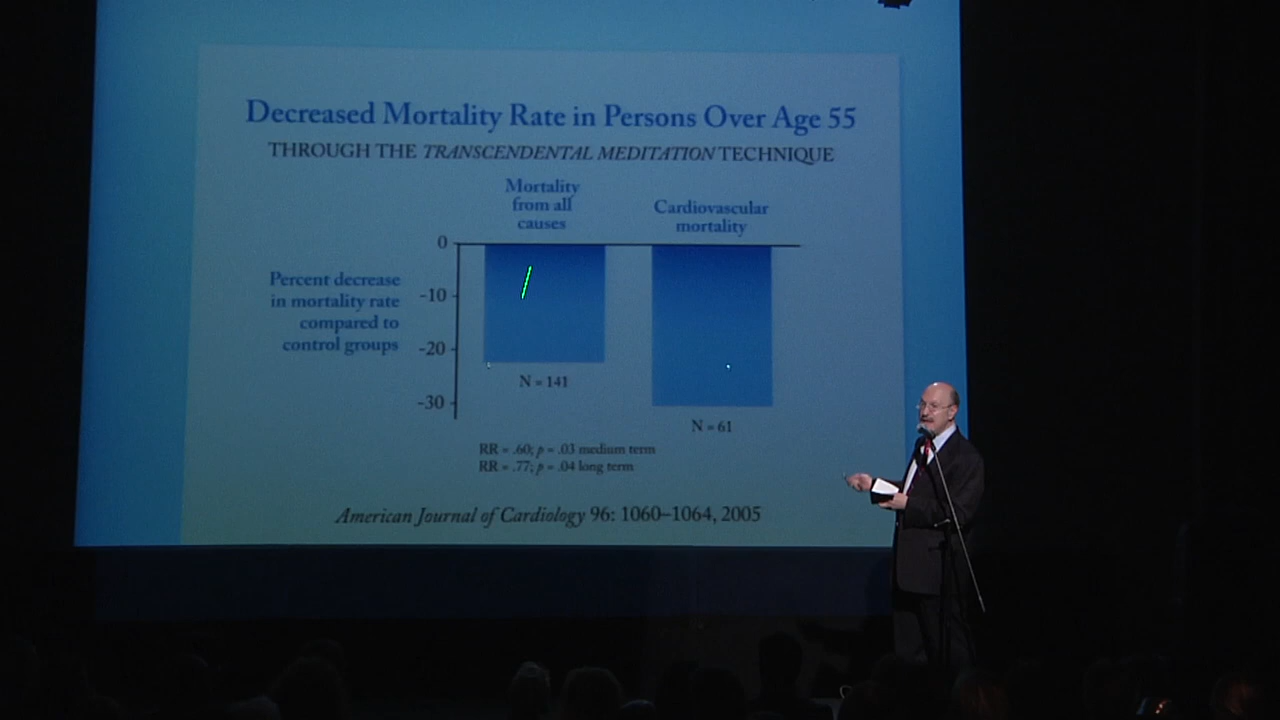 Decreased Mortality Rate in Persons Over Age 55
THROUGH THE TRANSCENDENTAL MEDITATION TECHNIQUE
Mortality
from all
causes
Cardiovascular
mortality
Percent decrease
in mortality rate
compared to
control groups
0
-10
-20
-30
N = 141
N = 61
RR = .60; p = .03 medium term
RR = .77; p = .04 long term
American Journal of Cardiology 96: 1060–1064, 2005